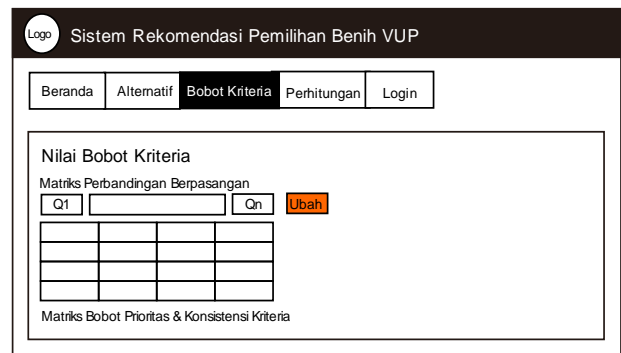 Logo Sistem Rekomendasi Pemilihan Benih VUP
Beranda Alternatif Bobot Kriteria Perhitungan Login
Nilai Bobot Kriteria
Matriks Perbandingan Berpasangan
Q1 Qn Ubah
Matriks Bobot Prioritas & Konsistensi Kriteria